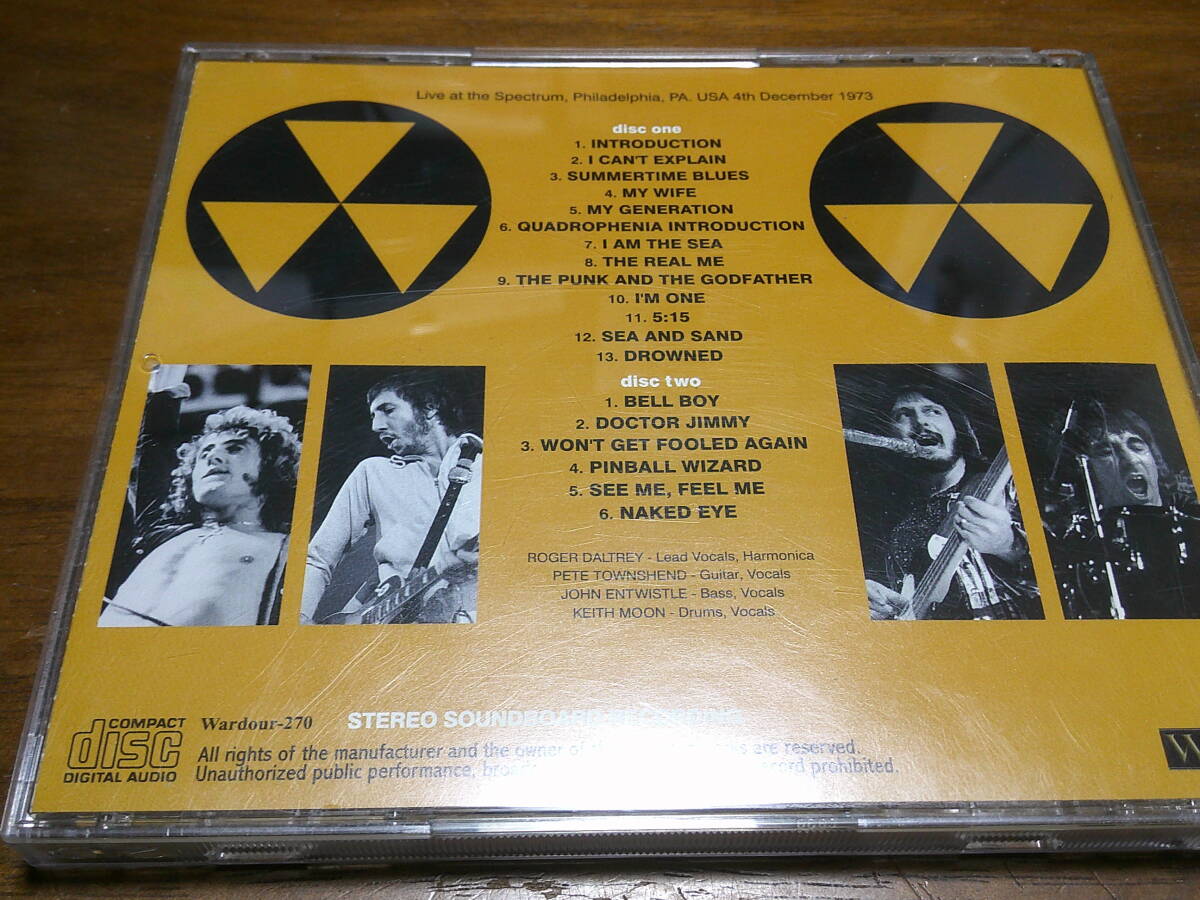 Live at the Spectrum, Philadelphia, PA. USA 4th December 1973
disc one
1. INTRODUCTION
2. I CAN'T EXPLAIN
3. SUMMERTIME BLUES
4. MY WIFE
5. MY GENERATION
6. QUADROPHENIA INTRODUCTION
7. I AM THE SEA
8. THE REAL ME
9. THE PUNK AND THE GODFATHER
10. I'M ONE
11. 5:15
12. SEA AND SAND
13. DROWNED
disc two
1. BELL BOY
2. DOCTOR JIMMY
3. WON'T GET FOOLED AGAIN
4. PINBALL WIZARD
5. SEE ME, FEEL ME
6. NAKED EYE
ROGER DALTREY - Lead Vocals, Harmonica
PETE TOWNSHEND - Guitar, Vocals
JOHN ENTWISTLE - Bass, Vocals
KEITH MOON - Drums, Vocals
COMPACT
disc
DIGITAL AUDIO
Wardour-270
STEREO SOUNDBOARD
All rights of the manufacturer and the owner of are reserved.
Unauthorized public performance, record prohibited.